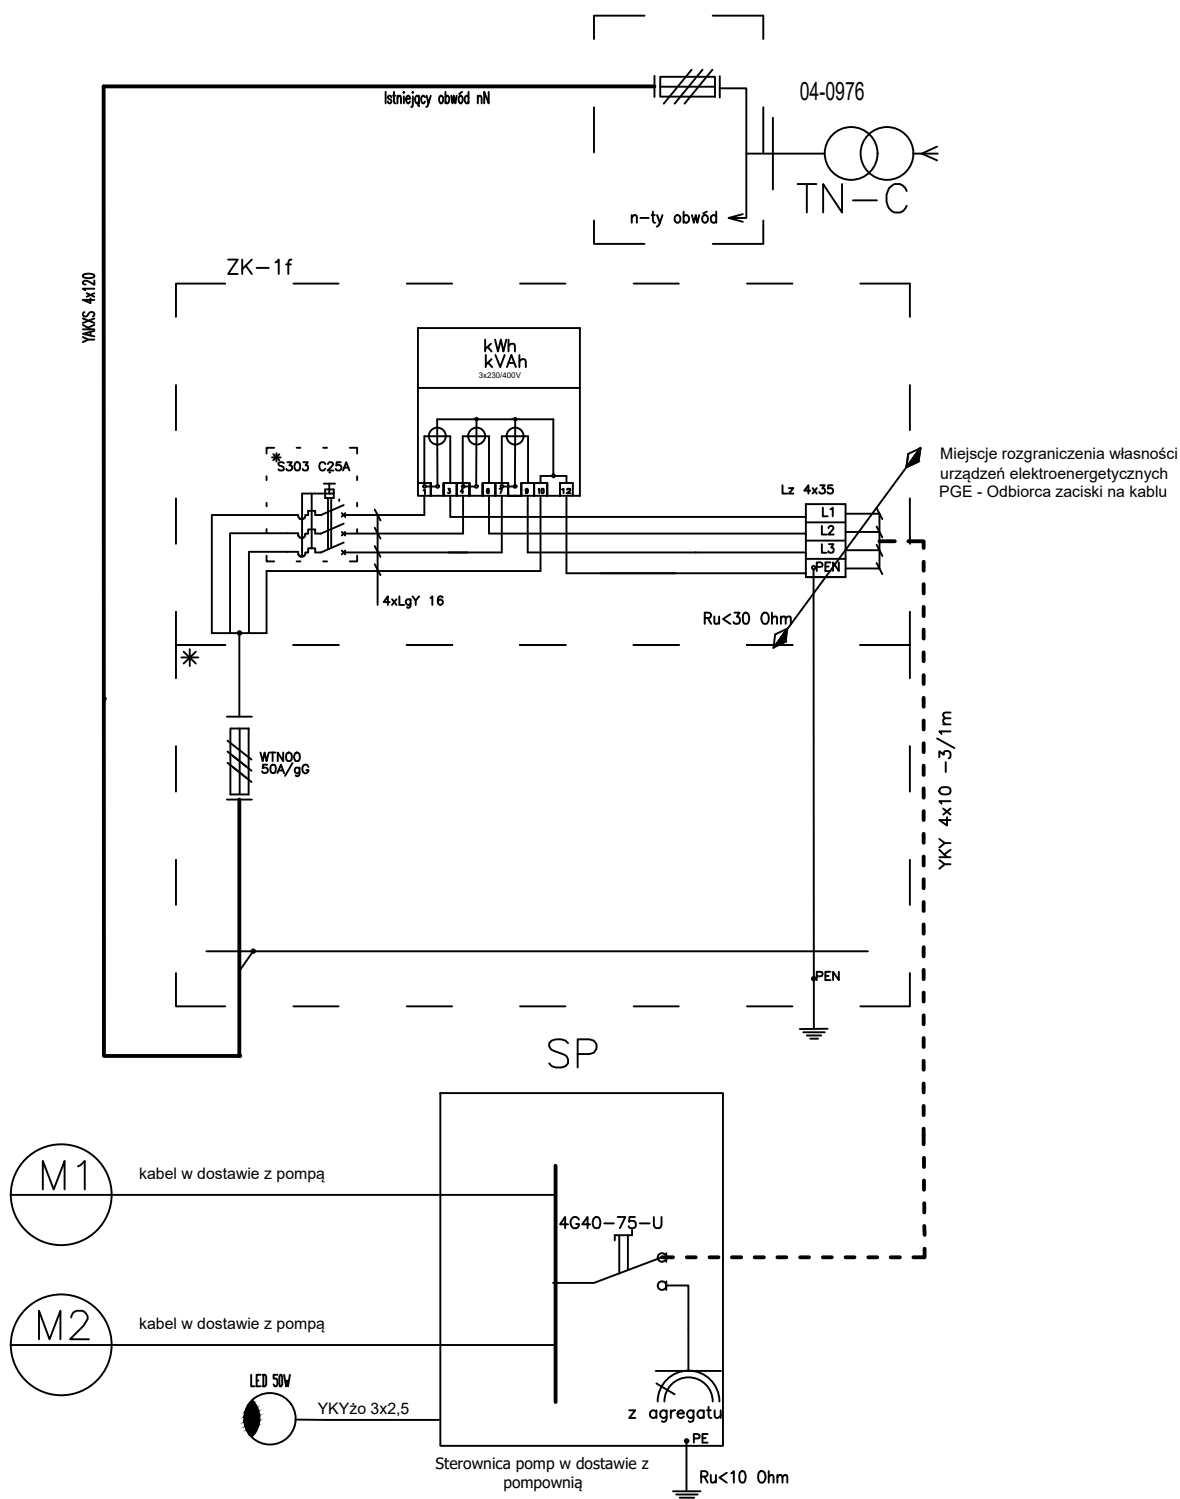 04-0976
Istniejący obwód nN
TN-C
n-ty obwód
ZK-1f
YAKXS 4x120
kWh
kVAh
3x230/400V
*
S303 C25A
1 3 4 6 7 9 10 12
Miejscje rozgraniczenia własności
urządzeń elektroenergetycznych
PGE - Odbiorca zaciski na kablu
Lz 4x35
L1
L2
L3
PEN
4xLgY 16
Ru<30 Ohm
*
WTN00
50A/gG
YKY 4x10 -3/1m
PEN
SP
M1
kabel w dostawie z pompą
4G40-75-U
M2
kabel w dostawie z pompą
LED 50W
YKYżo 3x2,5
z agregatu
PE
Sterownica pomp w dostawie z
pompownią
Ru<10 Ohm